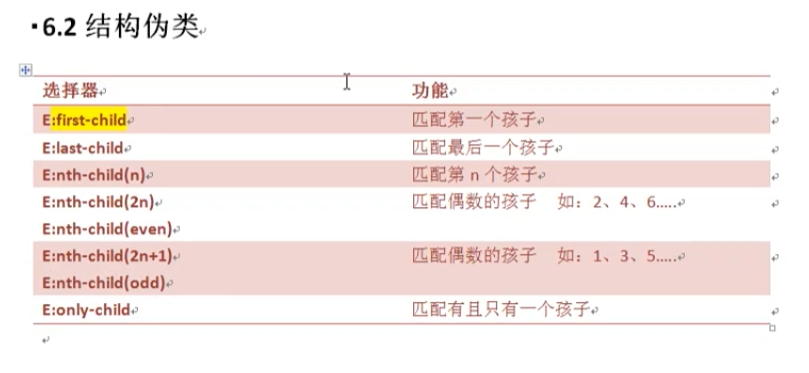 ▪6.2 结构伪类
选择器 功能
E:first-child 匹配第一个孩子
E:last-child 匹配最后一个孩子
E:nth-child(n) 匹配第 n 个孩子
E:nth-child(2n) 匹配偶数的孩子 如：2、4、6…..
E:nth-child(even)
E:nth-child(2n+1) 匹配偶数的孩子 如：1、3、5…..
E:nth-child(odd)
E:only-child 匹配有且只有一个孩子